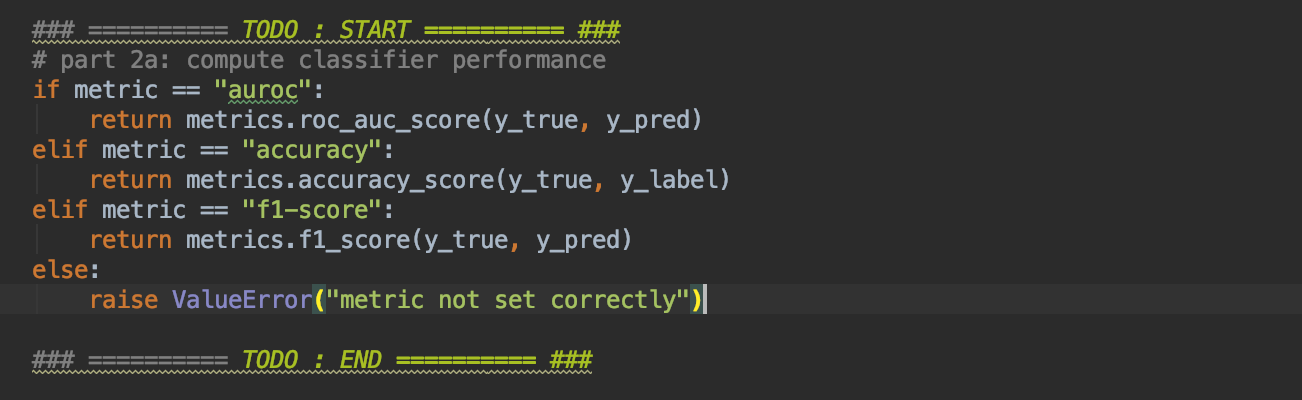 ### ========== TODO : START ========== ###
# part 2a: compute classifier performance
if metric == "auroc":
    return metrics.roc_auc_score(y_true, y_pred)
elif metric == "accuracy":
    return metrics.accuracy_score(y_true, y_label)
elif metric == "f1-score":
    return metrics.f1_score(y_true, y_pred)
else:
    raise ValueError("metric not set correctly")
### ========== TODO : END ========== ###